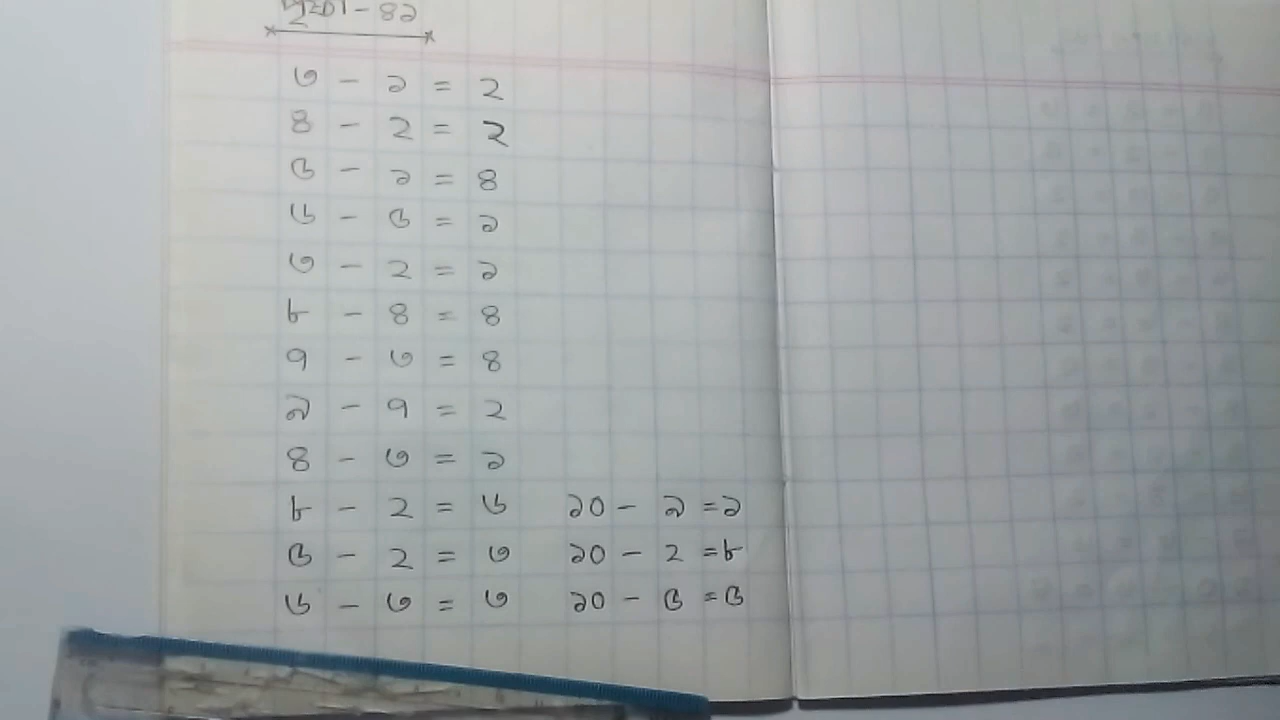 ৩ - ১ = ২
৪ - ২ = ২
৫ - ১ = ৪
৬ - ৫ = ১
৩ - ২ = ১
৮ - ৪ = ৪
৭ - ৩ = ৪
৯ - ৭ = ২
৪ - ৩ = ১
৮ - ২ = ৬ ১০ - ৯ = ১
৫ - ২ = ৩ ১০ - ২ = ৮
৬ - ৩ = ৩ ১০ - ৫ = ৫